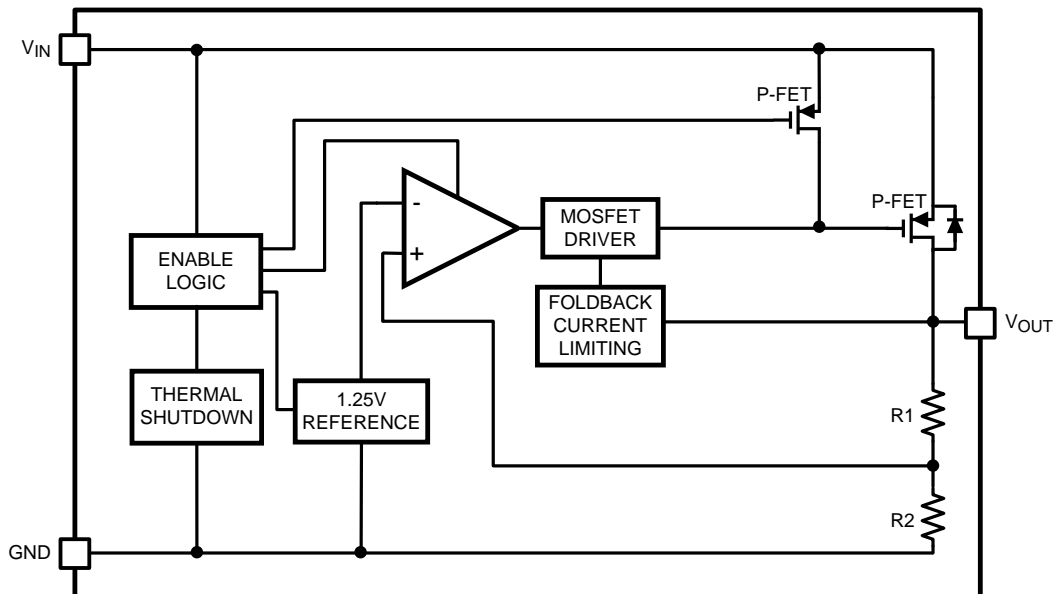 VIN
P-FET
P-FET
-
+
MOSFET
DRIVER
ENABLE
LOGIC
FOLDBACK
CURRENT
LIMITING
VOUT
THERMAL
SHUTDOWN
1.25V
REFERENCE
R1
R2
GND